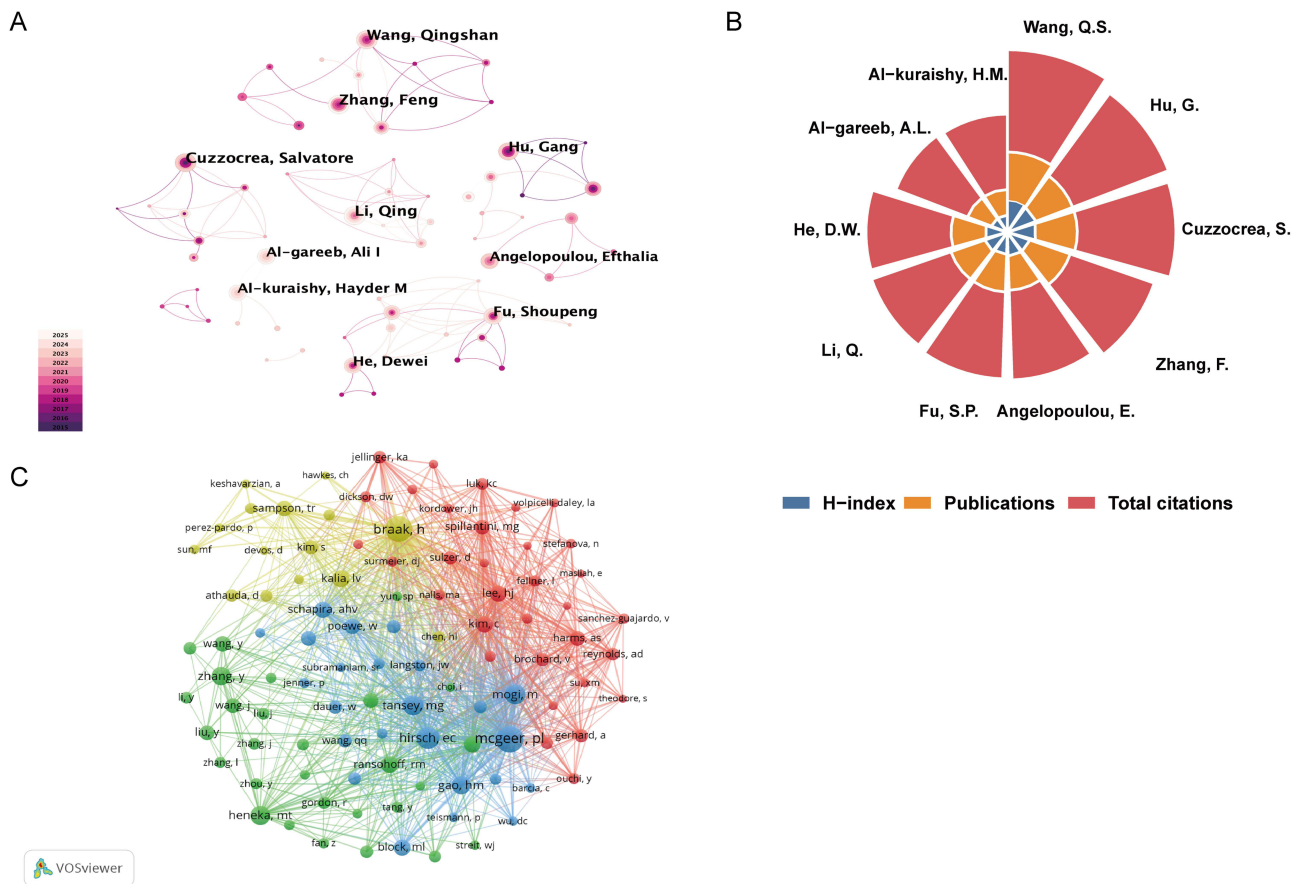 A
Wang, Qingshan
Zhang, Feng
Hu, Gang
Cuzzocrea, Salvatore
Li, Qing
Al-gareeb, Ali I
Angelopoulou, Efthalia
Al-kuraishy, Hayder M
Fu, Shoupeng
He, Dewei
2025
2024
2023
2022
2021
2020
2019
2018
2017
2016
2015
B
Wang, Q.S.
Al-kuraishy, H.M.
Hu, G.
Al-gareeb, A.L.
He, D.W.
Cuzzocrea, S.
Li, Q.
Zhang, F.
Fu, S.P.
Angelopoulou, E.
H-index
Publications
Total citations
C
jellinger, ka
hawkes, ch
keshavarzian, a
dickson, dw
luk, kc
volpicelli-daley, la
sampson, tr
kordower, jh
perez-pardo, p
braak, h
spillantini, mg
sun, mf
devos, d
kim, s
stefanova, n
surmeier, dj
sulzer, d
kalia, lv
fellner, l
masliah, e
athauda, d
yun, sp
nalls, ma
lee, hj
schapira, ahv
poewe, w
kim, c
sanchez-guajardo, v
chen, hl
harms, as
wang, y
reynolds, ad
subramaniam, sr
langston, jw
brochard, v
zhang, y
jenner, p
choi, i
su, xm
li, y
wang, j
liu, j
dauer, w
tansey, mg
mogi, m
theodore, s
liu, y
zhang, j
wang, qq
hirsch, ec
mcgeer, pl
gerhard, a
zhang, l
ransohoff, rm
zhou, y
gao, hm
ouchi, y
barcia, c
gordon, r
heneka, mt
tang, y
teismann, p
wu, dc
fan, z
block, ml
streit, wj
VOSviewer